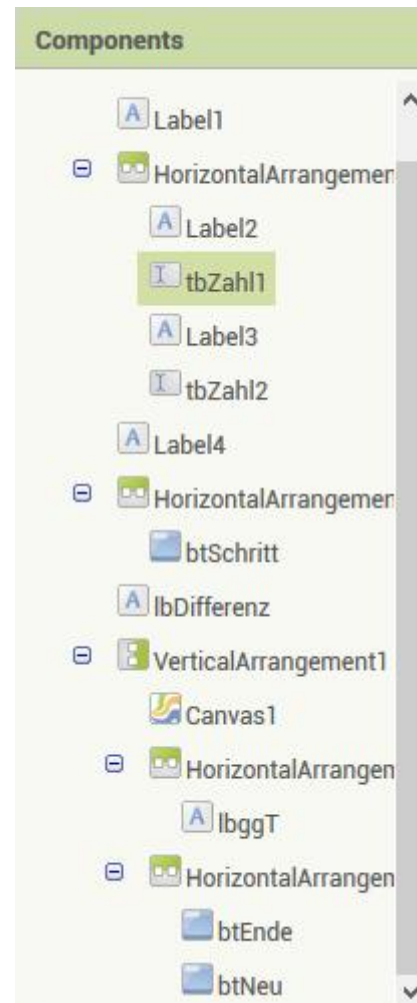 Components
Label1
HorizontalArrangemen
Label2
tbZahl1
Label3
tbZahl2
Label4
HorizontalArrangemen
btSchritt
lbDifferenz
VerticalArrangement1
Canvas1
HorizontalArrangen
lbggT
HorizontalArrangen
btEnde
btNeu